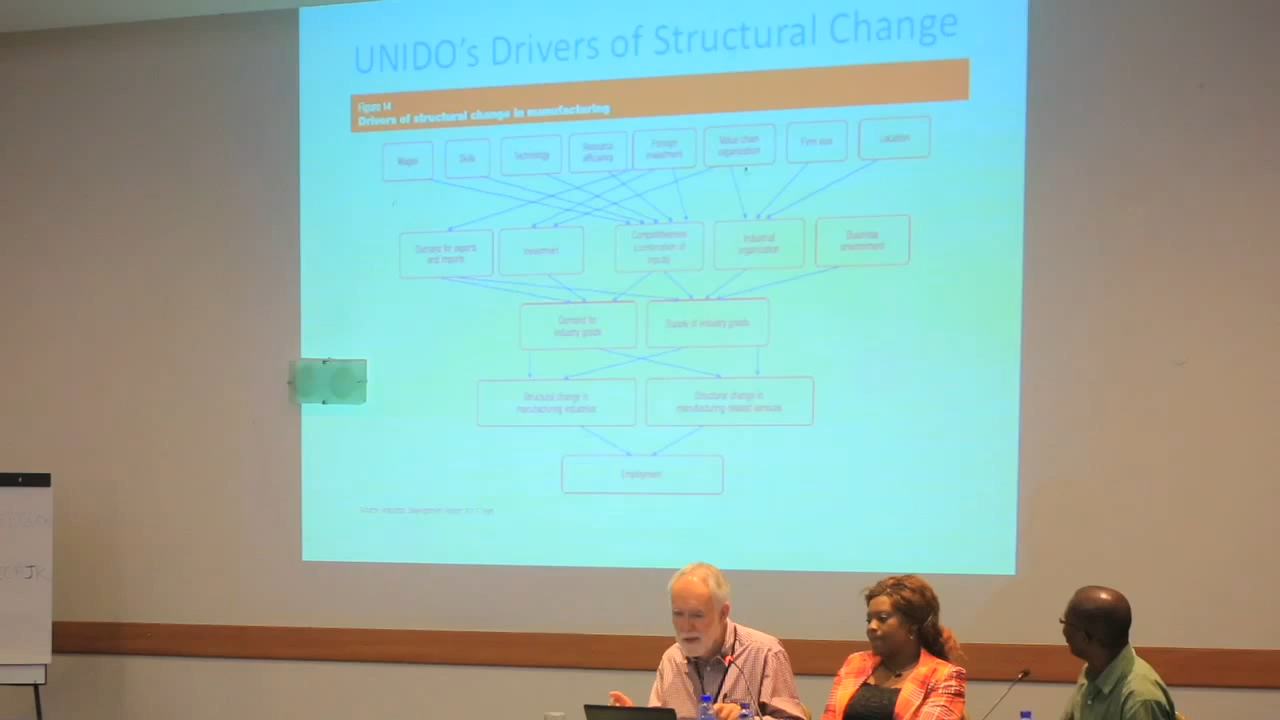 UNIDO's Drivers of Structural Change
Figure 14
Drivers of structural change in manufacturing
Wages
Skills
Technology
Resource
efficiency
Foreign
investment
Value chain
organization
Firm size
Location
Demand for exports
and imports
Investment
Competitiveness
(combination of
inputs)
Industrial
organization
Business
environment
Demand for
industry goods
Supply of industry goods
Structural change in
manufacturing industries
Structural change in
manufacturing-related services
Employment